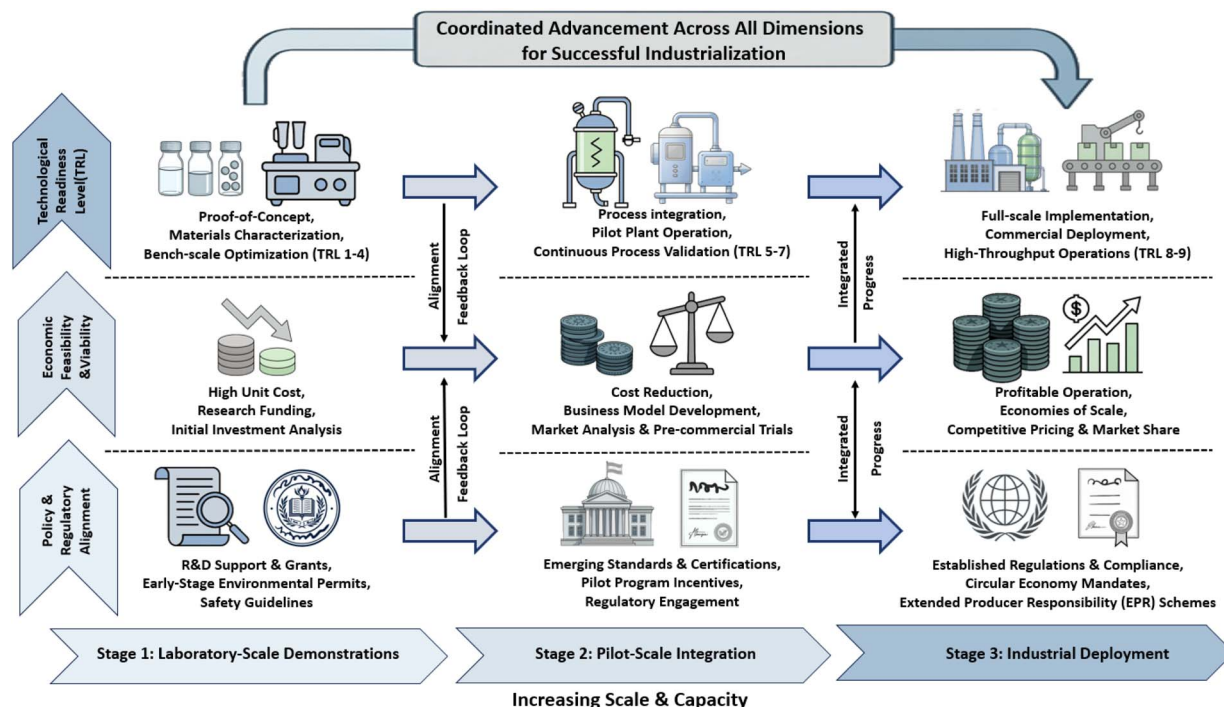 Coordinated Advancement Across All Dimensions
for Successful Industrialization
Technological
Readiness
Level(TRL)
Proof-of-Concept,
Materials Characterization,
Bench-scale Optimization (TRL 1-4)
Process integration,
Pilot Plant Operation,
Continuous Process Validation (TRL 5-7)
Full-scale Implementation,
Commercial Deployment,
High-Throughput Operations (TRL 8-9)
Alignment
Feedback Loop
Integrated
Progress
Economic
Feasibility
&Viability
High Unit Cost,
Research Funding,
Initial Investment Analysis
Cost Reduction,
Business Model Development,
Market Analysis & Pre-commercial Trials
$
Profitable Operation,
Economies of Scale,
Competitive Pricing & Market Share
Alignment
Feedback Loop
Integrated
Progress
Policy &
Regulatory
Alignment
R&D Support & Grants,
Early-Stage Environmental Permits,
Safety Guidelines
Emerging Standards & Certifications,
Pilot Program Incentives,
Regulatory Engagement
Established Regulations & Compliance,
Circular Economy Mandates,
Extended Producer Responsibility (EPR) Schemes
Stage 1: Laboratory-Scale Demonstrations
Stage 2: Pilot-Scale Integration
Stage 3: Industrial Deployment
Increasing Scale & Capacity